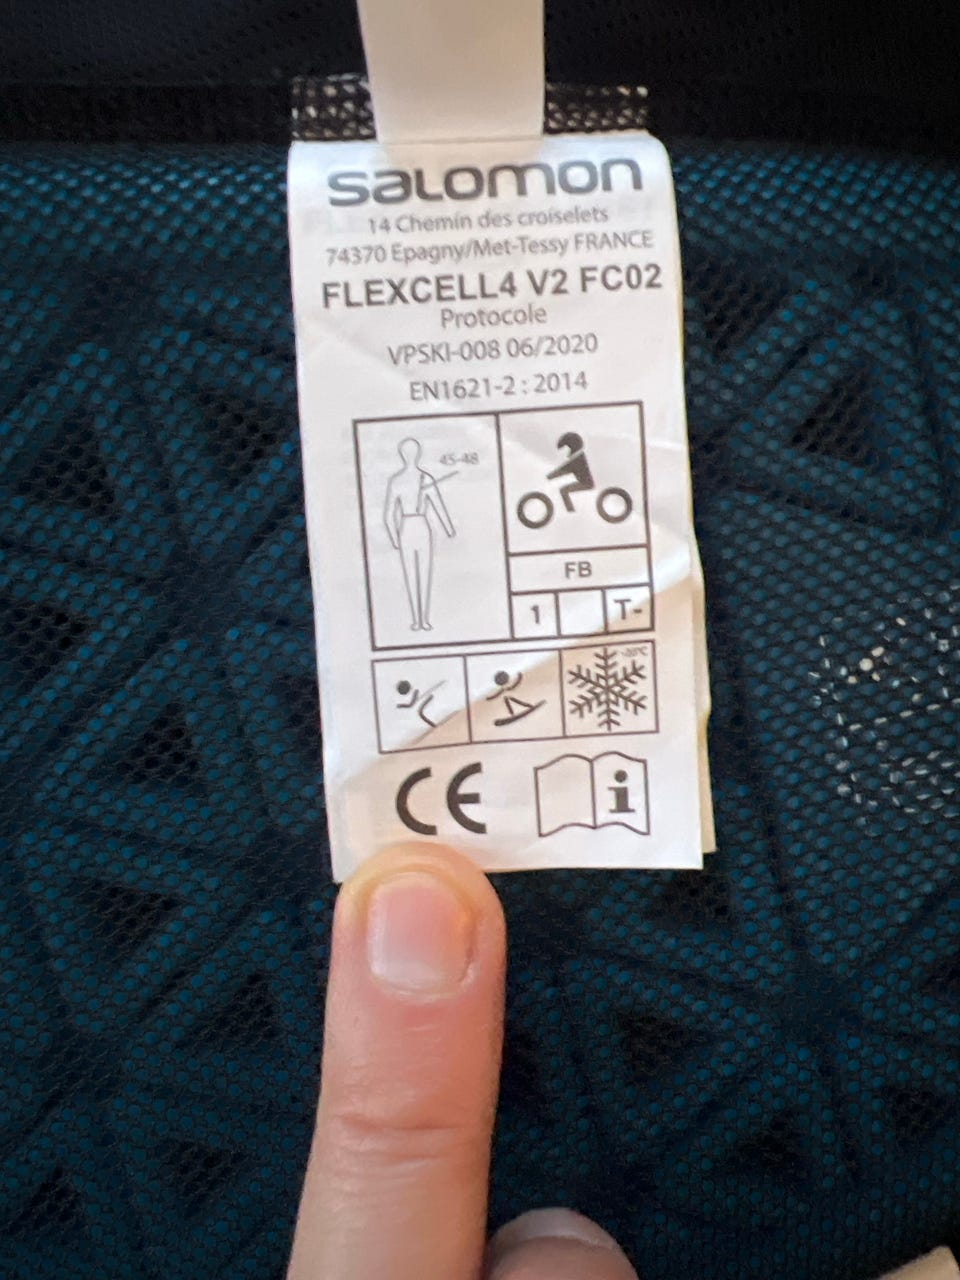 salomon
14 Chemin des croiselets
74370 Epagny/Met-Tessy FRANCE
FLEXCELL4 V2 FC02
Protocole
VPSKI-008 06/2020
EN1621-2 : 2014
45-48
FB
1 T-
-20°C
CE
i